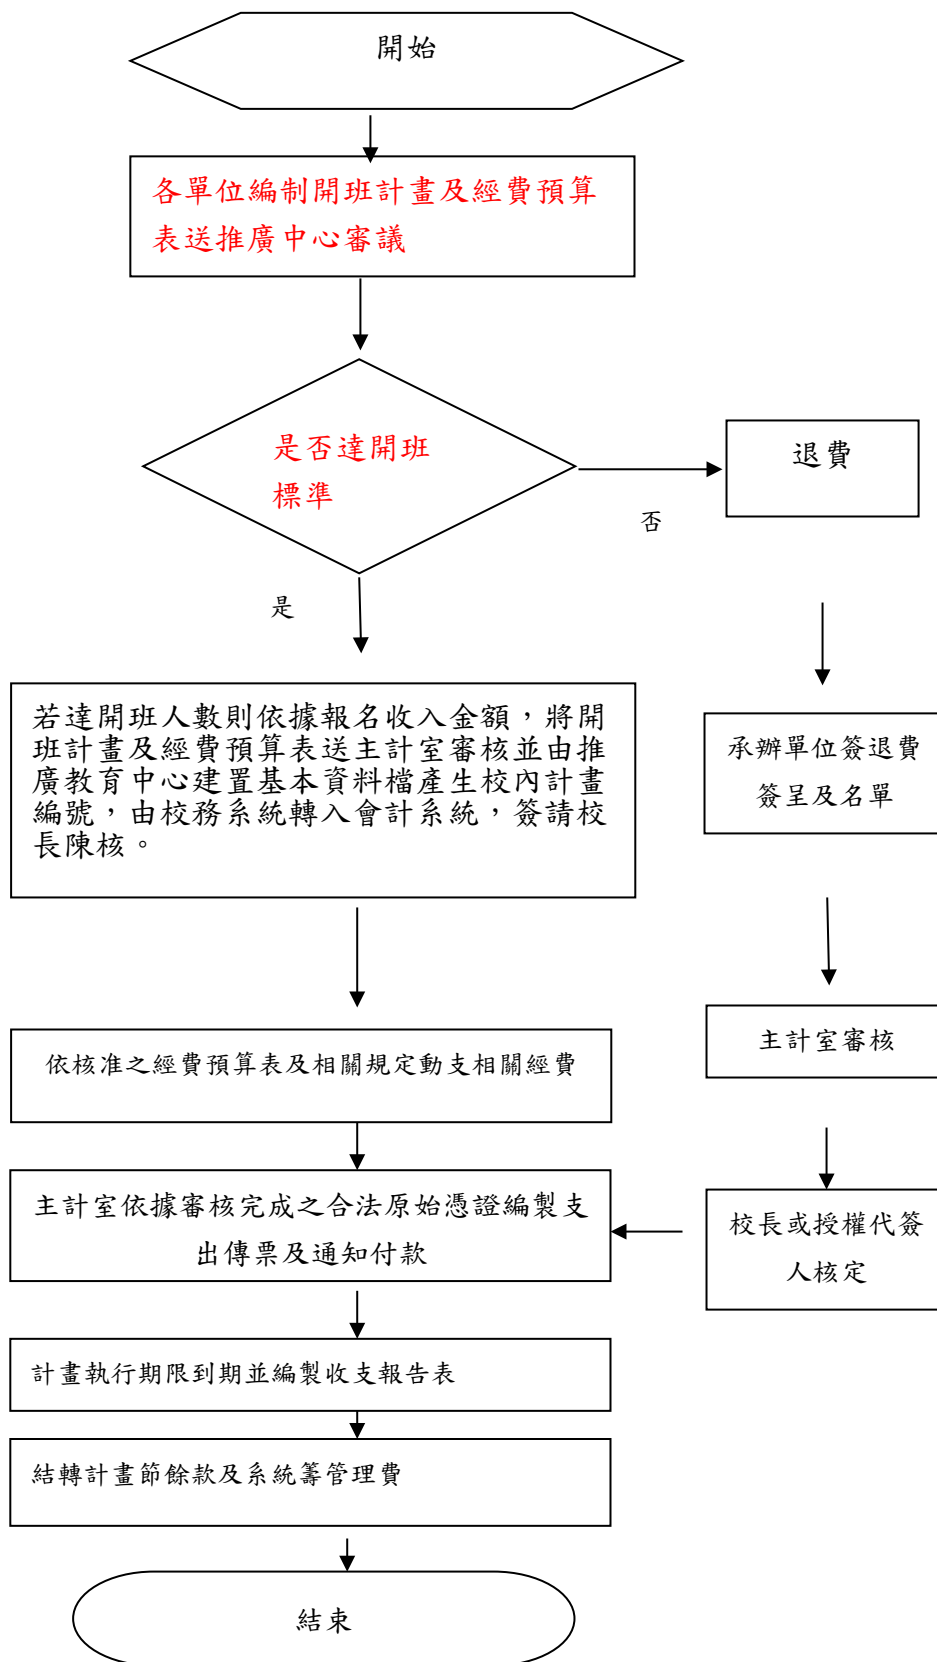 開始
各單位編制開班計畫及經費預算
表送推廣中心審議
是否達開班
標準
退費
否
是
若達開班人數則依據報名收入金額，將開
班計畫及經費預算表送主計室審核並由推
廣教育中心建置基本資料檔產生校內計畫
編號，由校務系統轉入會計系統，簽請校
長陳核。
承辦單位簽退費
簽呈及名單
主計室審核
依核准之經費預算表及相關規定動支相關經費
主計室依據審核完成之合法原始憑證編製支
出傳票及通知付款
校長或授權代簽
人核定
計畫執行期限到期並編製收支報告表
結轉計畫節餘款及系統籌管理費
結束